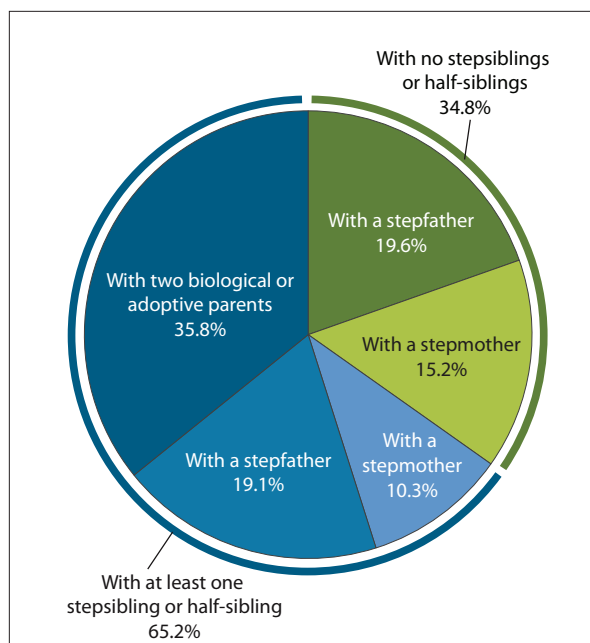 With no stepsiblings
or half-siblings
34.8%
With a stepfather
19.6%
With two biological or
adoptive parents
35.8%
With a stepmother
15.2%
With a
stepmother
10.3%
With a stepfather
19.1%
With at least one
stepsibling or half-sibling
65.2%